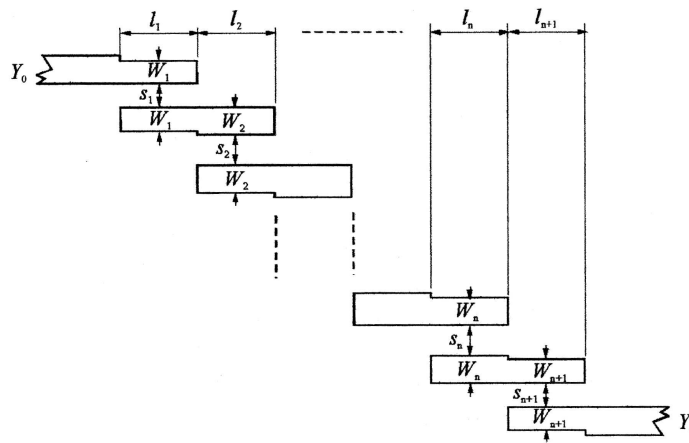 l₁ l₂ lₙ lₙ₊₁
Y₀ W₁
s₁
W₁ W₂
s₂
W₂
Wₙ
sₙ
Wₙ Wₙ₊₁
sₙ₊₁
Wₙ₊₁ Y